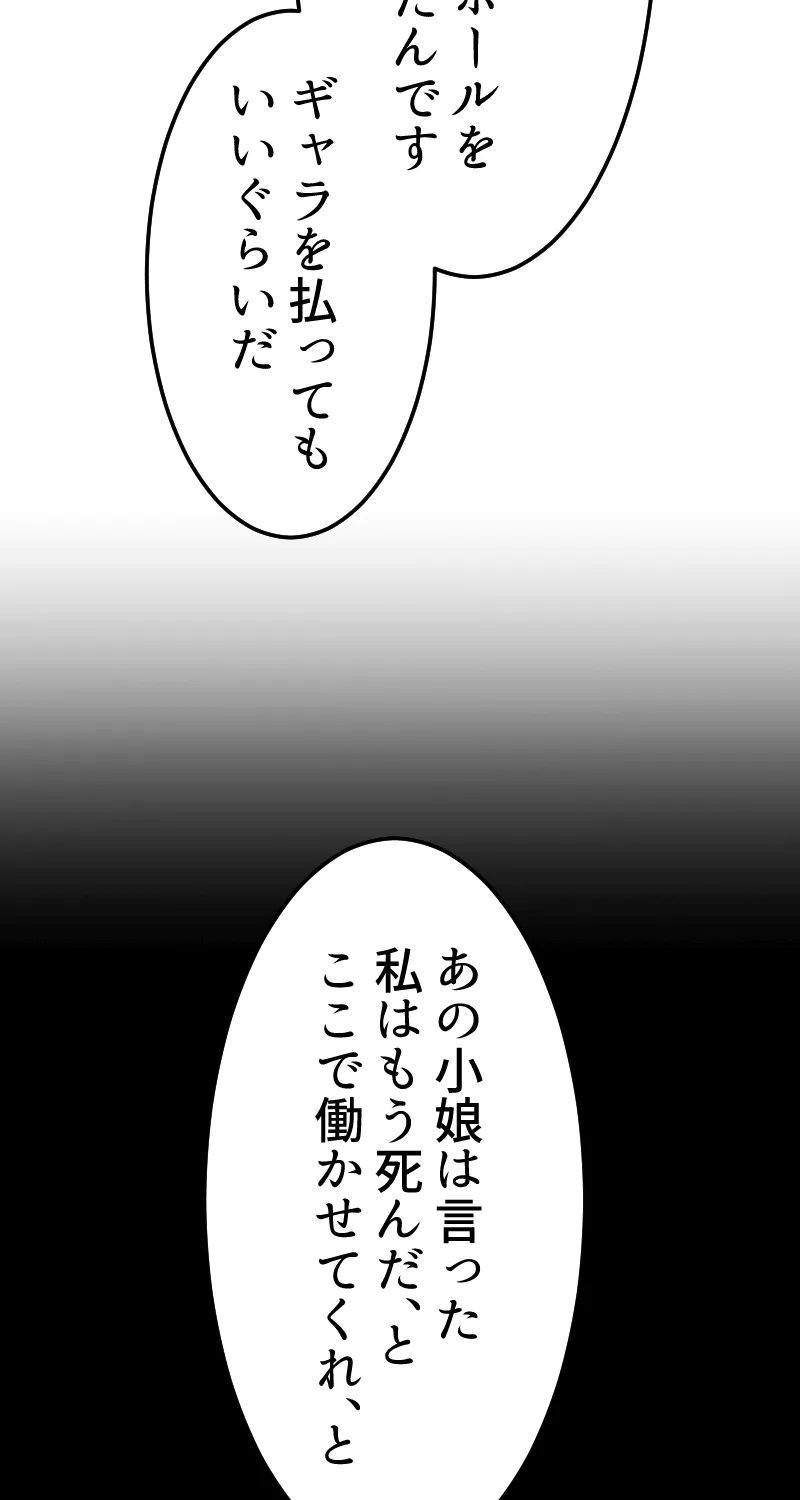 ールを
んです
ギャラを払っても
いいぐらいだ
あの小娘は言った
私はもう死んだ、と
ここで働かせてくれ、と